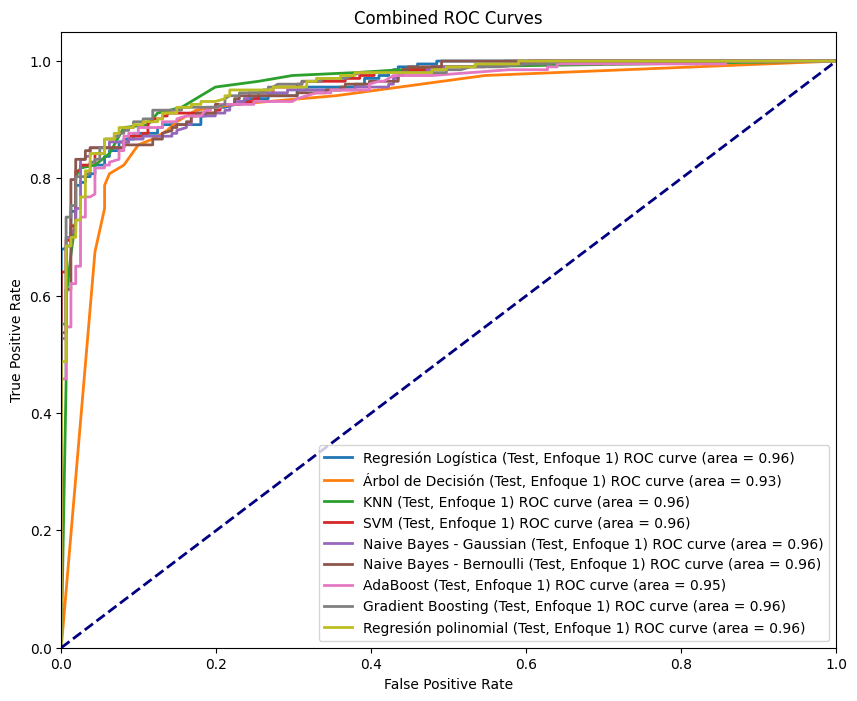 Combined ROC Curves
True Positive Rate
1.0
0.8
0.6
0.4
0.2
0.0
Regresión Logística (Test, Enfoque 1) ROC curve (area = 0.96)
Árbol de Decisión (Test, Enfoque 1) ROC curve (area = 0.93)
KNN (Test, Enfoque 1) ROC curve (area = 0.96)
SVM (Test, Enfoque 1) ROC curve (area = 0.96)
Naive Bayes - Gaussian (Test, Enfoque 1) ROC curve (area = 0.96)
Naive Bayes - Bernoulli (Test, Enfoque 1) ROC curve (area = 0.96)
AdaBoost (Test, Enfoque 1) ROC curve (area = 0.95)
Gradient Boosting (Test, Enfoque 1) ROC curve (area = 0.96)
Regresión polinomial (Test, Enfoque 1) ROC curve (area = 0.96)
0.0 0.2 0.4 0.6 0.8 1.0
False Positive Rate